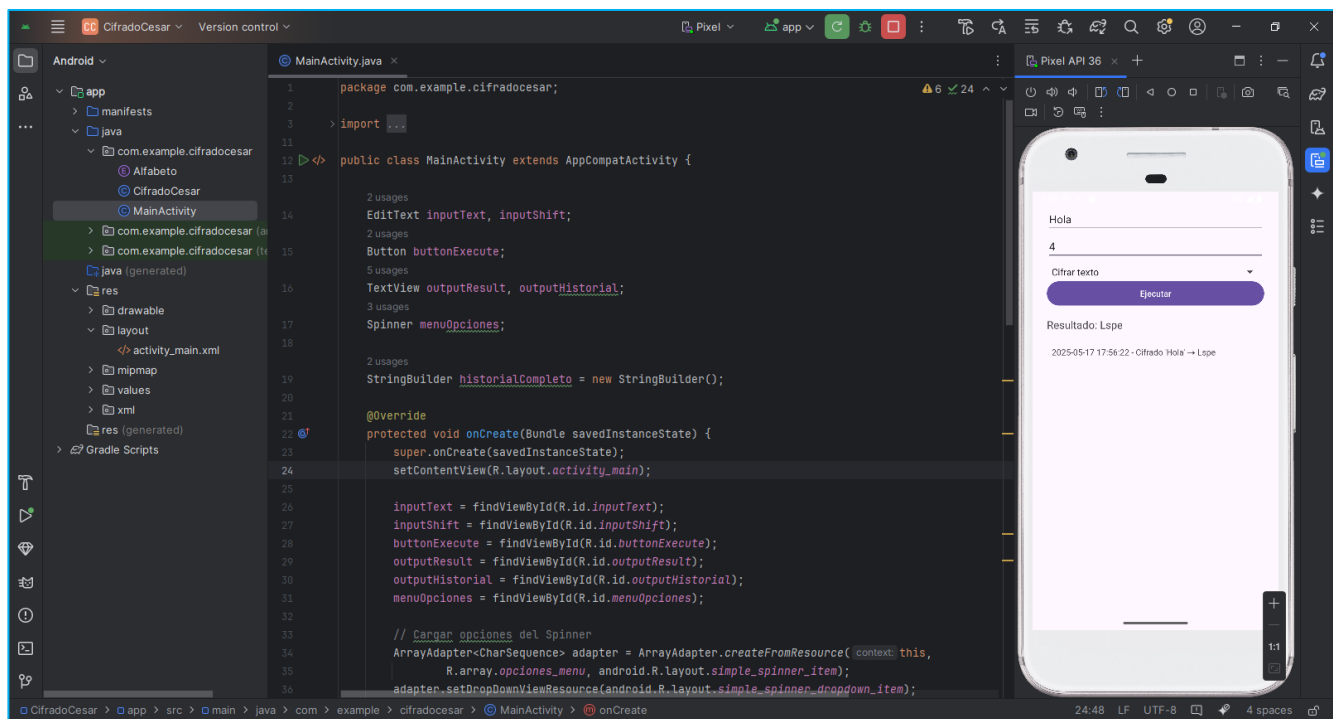 CC CifradoCesar Version control Pixel app
Android
MainActivity.java
Pixel API 36
app
manifests
java
com.example.cifradocesar
Alfabeto
CifradoCesar
MainActivity
com.example.cifradocesar (a
com.example.cifradocesar (te
java (generated)
res
drawable
layout
activity_main.xml
mipmap
values
xml
res (generated)
Gradle Scripts
6 24
1 package com.example.cifradocesar;
2
3 import ...
11
12 public class MainActivity extends AppCompatActivity {
13
2 usages
14 EditText inputText, inputShift;
2 usages
15 Button buttonExecute;
5 usages
16 TextView outputResult, outputHistorial;
3 usages
17 Spinner menuOpciones;
18
2 usages
19 StringBuilder historialCompleto = new StringBuilder();
20
21 @Override
22 protected void onCreate(Bundle savedInstanceState) {
23 super.onCreate(savedInstanceState);
24 setContentView(R.layout.activity_main);
25
26 inputText = findViewById(R.id.inputText);
27 inputShift = findViewById(R.id.inputShift);
28 buttonExecute = findViewById(R.id.buttonExecute);
29 outputResult = findViewById(R.id.outputResult);
30 outputHistorial = findViewById(R.id.outputHistorial);
31 menuOpciones = findViewById(R.id.menuOpciones);
32
33 // Cargar opciones del Spinner
34 ArrayAdapter<CharSequence> adapter = ArrayAdapter.createFromResource( context: this,
35 R.array.opciones_menu, android.R.layout.simple_spinner_item);
36 adapter.setDropDownViewResource(android.R.layout.simple_spinner_dropdown_item);
Hola
4
Cifrar texto
Ejecutar
Resultado: Lspe
2025-05-17 17:56:22 - Cifrado 'Hola' → Lspe
1:1
CifradoCesar > app > src > main > java > com > example > cifradocesar > MainActivity > onCreate
24:48 LF UTF-8 4 spaces